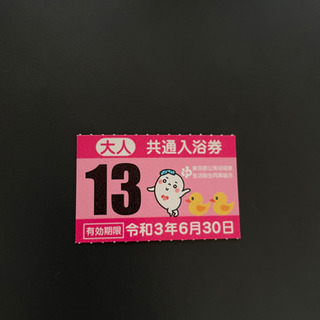 大人 共通入浴券
13
ゆ 東京都公衆浴場業
生活衛生同業組合
有効期限 令和3年6月30日